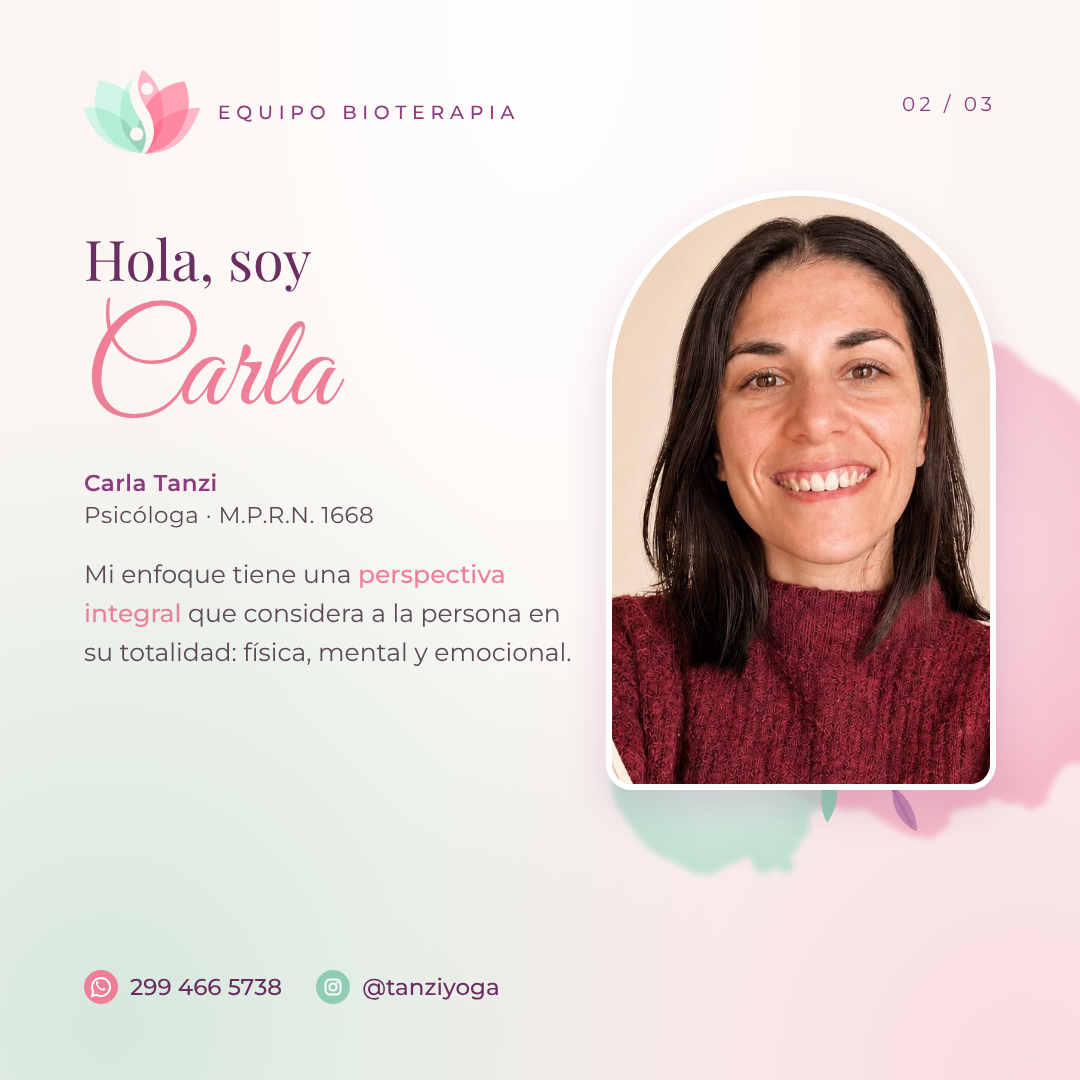 EQUIPO BIOTERAPIA
02 / 03
Hola, soy
Carla
Carla Tanzi
Psicóloga · M.P.R.N. 1668
Mi enfoque tiene una perspectiva
integral que considera a la persona en
su totalidad: física, mental y emocional.
299 466 5738
@tanziyoga